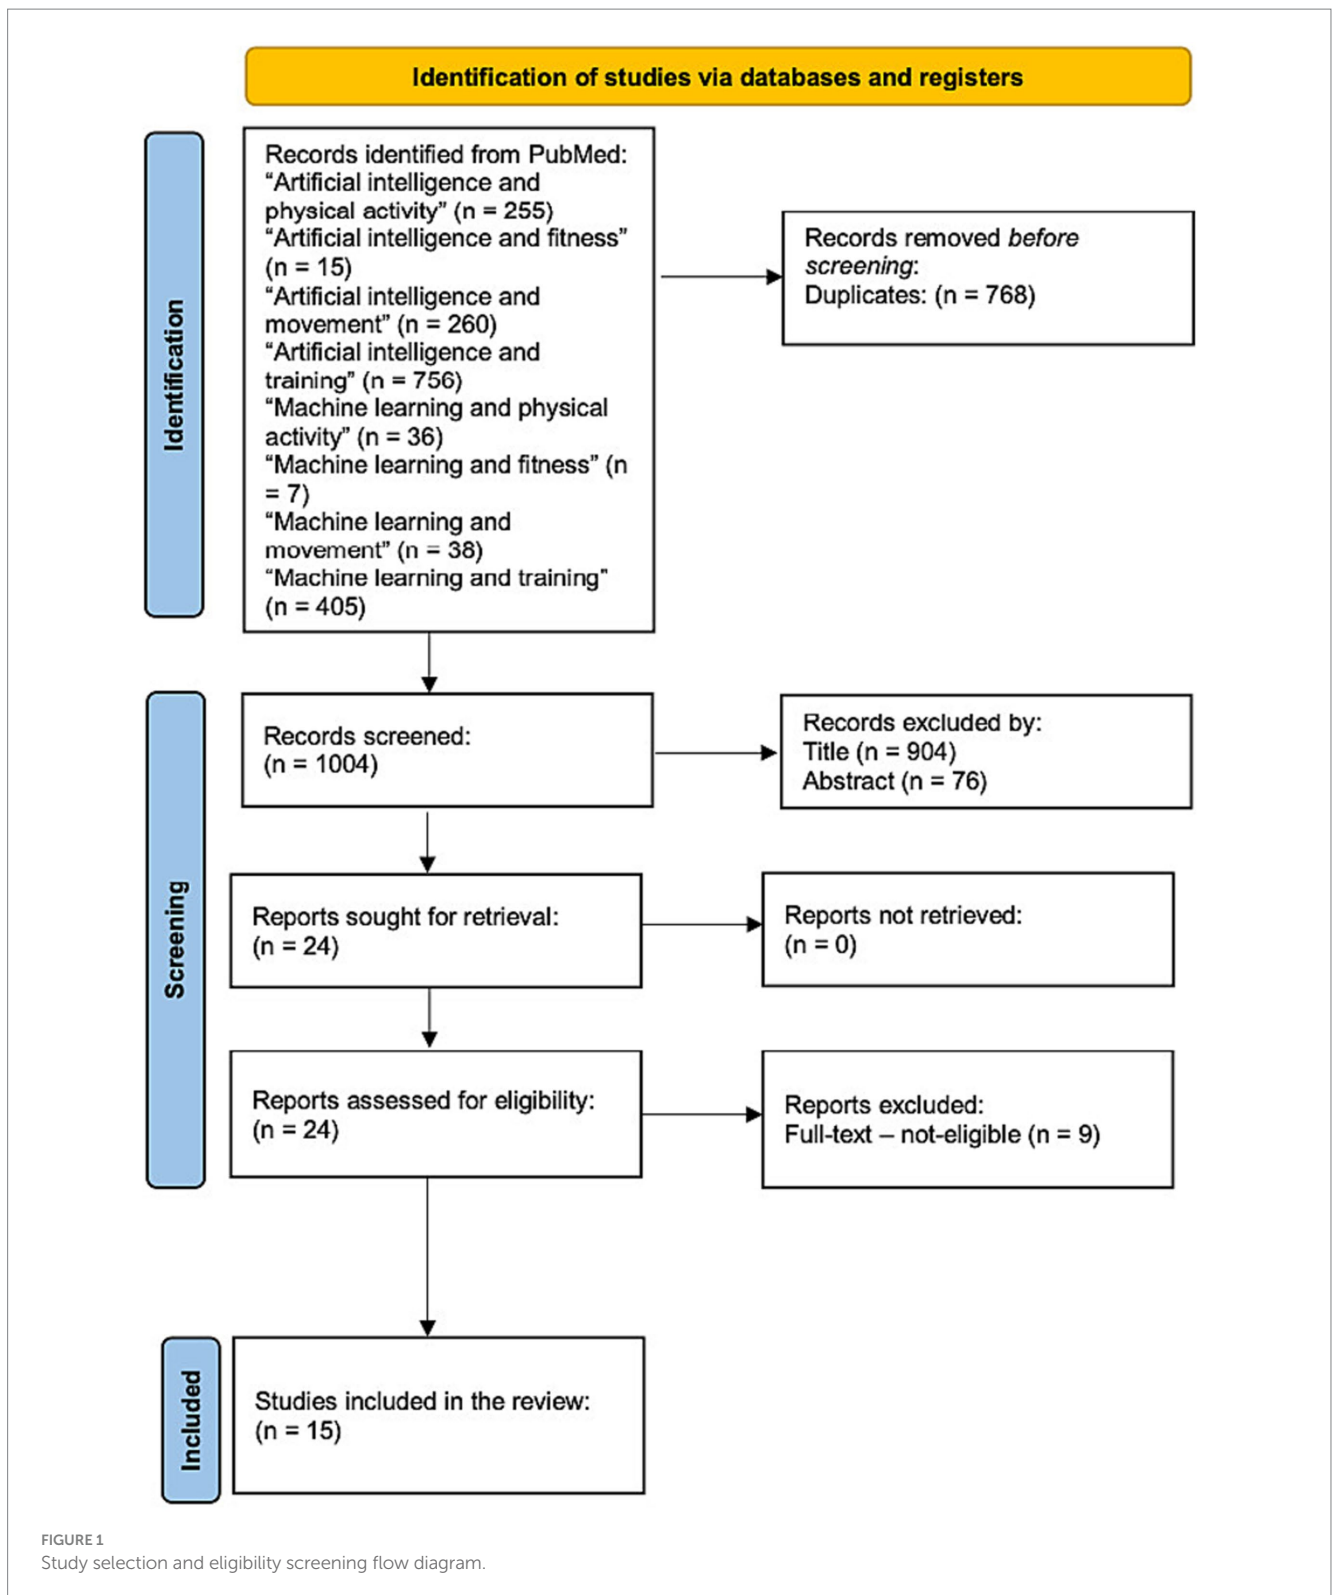 Identification of studies via databases and registers
Identification
Records identified from PubMed:
“Artificial intelligence and
physical activity” (n = 255)
“Artificial intelligence and fitness”
(n = 15)
“Artificial intelligence and
movement” (n = 260)
“Artificial intelligence and
training” (n = 756)
“Machine learning and physical
activity” (n = 36)
“Machine learning and fitness” (n
= 7)
“Machine learning and
movement” (n = 38)
“Machine learning and training”
(n = 405)
Records removed before
screening:
Duplicates: (n = 768)
Screening
Records screened:
(n = 1004)
Records excluded by:
Title (n = 904)
Abstract (n = 76)
Reports sought for retrieval:
(n = 24)
Reports not retrieved:
(n = 0)
Reports assessed for eligibility:
(n = 24)
Reports excluded:
Full-text – not-eligible (n = 9)
Included
Studies included in the review:
(n = 15)
FIGURE 1
Study selection and eligibility screening flow diagram.